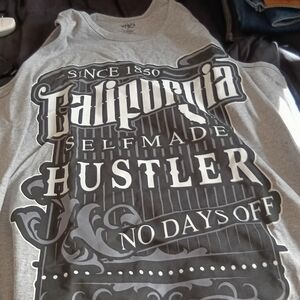 SINCE 1850
California
SELFMADE
HUSTLER
NO DAYS OFF